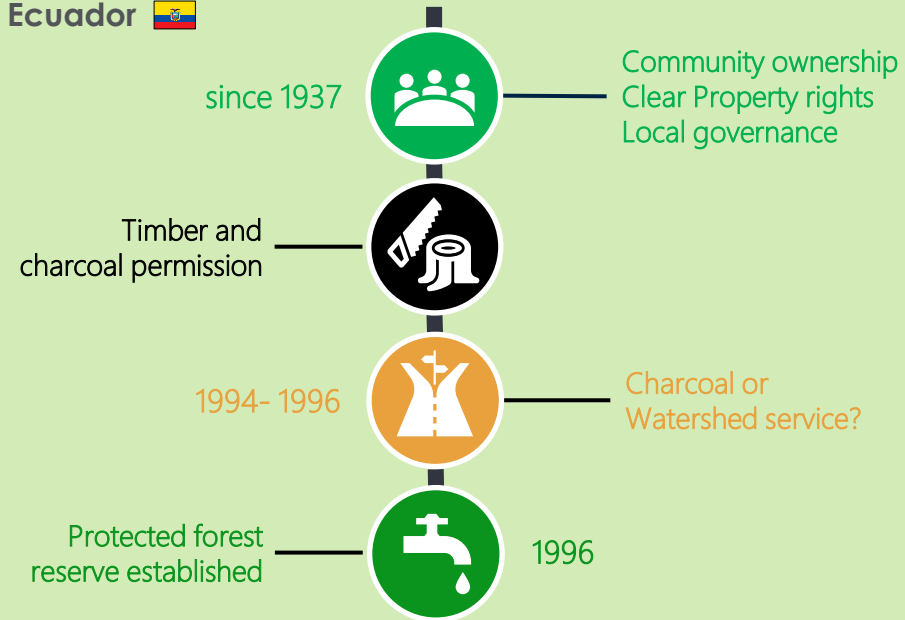 Ecuador
since 1937
Community ownership
Clear Property rights
Local governance
Timber and
charcoal permission
1994- 1996
Charcoal or
Watershed service?
Protected forest
reserve established
1996